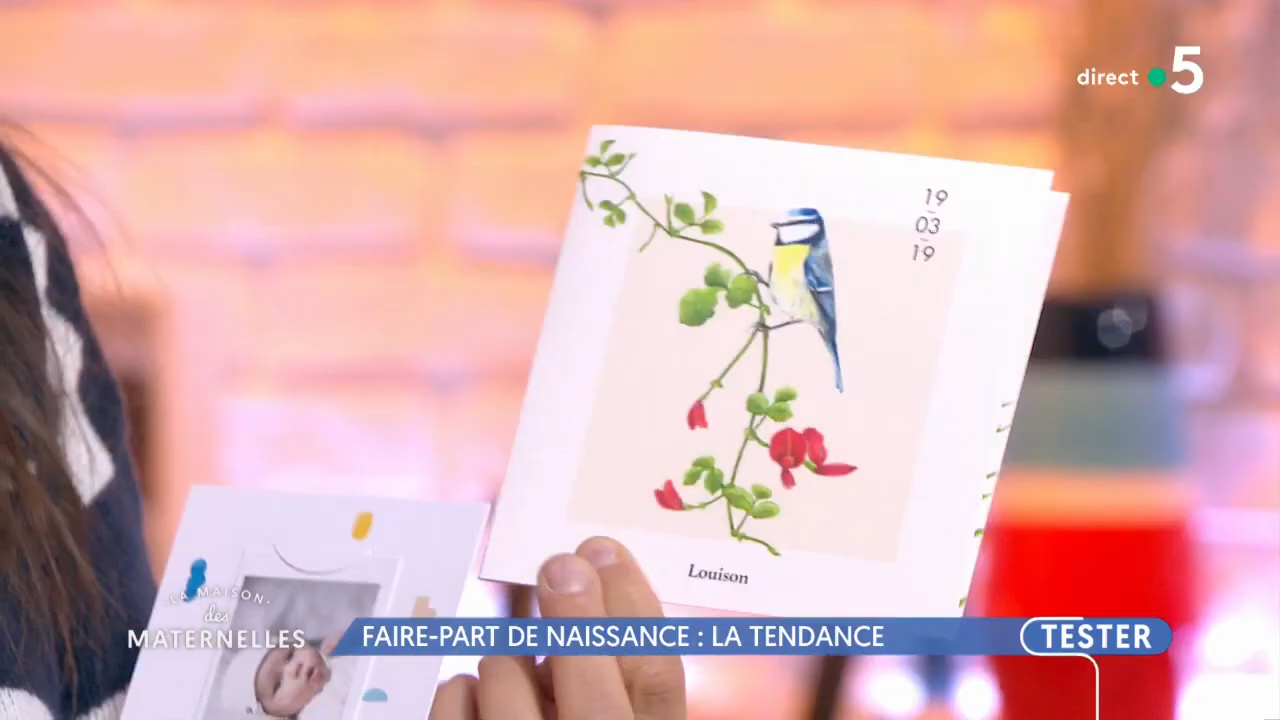 direct 5
19
03
19
Louison
LA MAISON
des
MATERNELLES
FAIRE-PART DE NAISSANCE : LA TENDANCE
TESTER